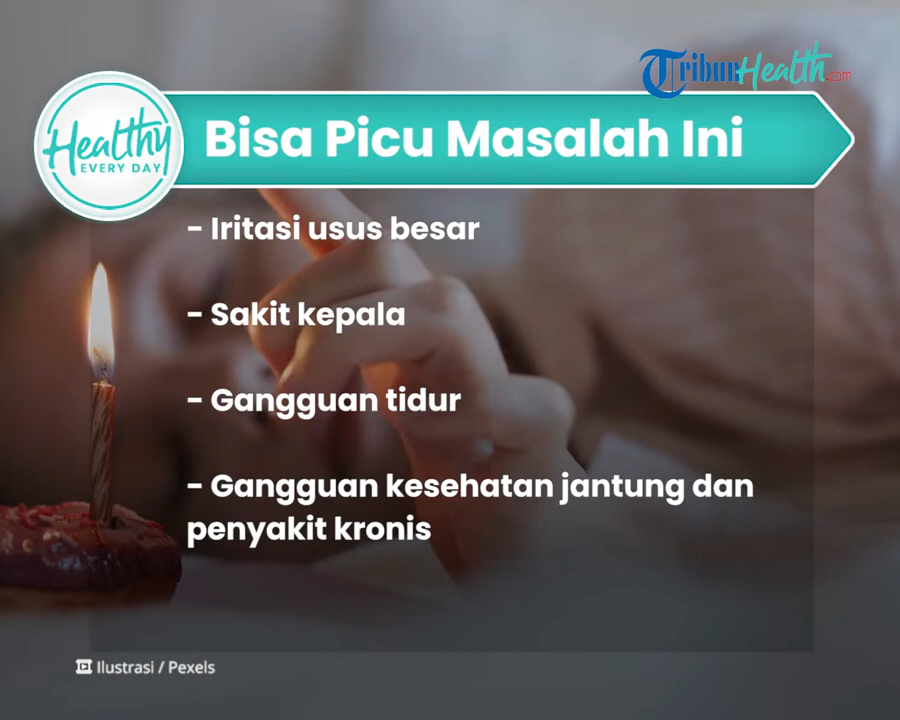 TribunHealth.com
Healthy
EVERY DAY
Bisa Picu Masalah Ini
- Iritasi usus besar
- Sakit kepala
- Gangguan tidur
- Gangguan kesehatan jantung dan
penyakit kronis
Ilustrasi / Pexels